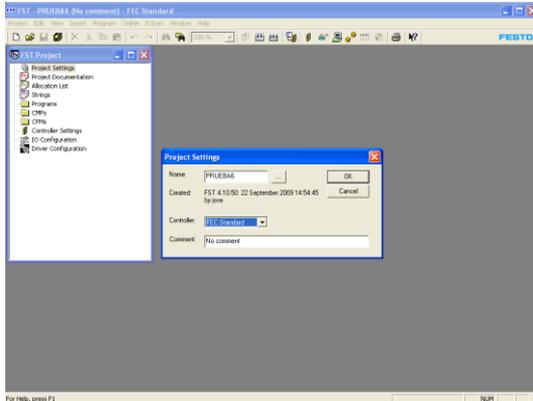 FST - PRUEBA6 (No comment) - FEC Standard
Project Edit View Insert Program Online Extras Window Help
100 %
FESTO
FST Project
Project Settings
Project Documentation
Allocation List
Strings
Programs
CMPs
CFMs
Controller Settings
IO Configuration
Driver Configuration
Project Settings
Name: PRUEBA6 ... OK
Created: FST 4.10.50: 22 September 2009 14:54:45 Cancel
by jose
Controller: FEC Standard
Comment: No comment
For Help, press F1
NUM